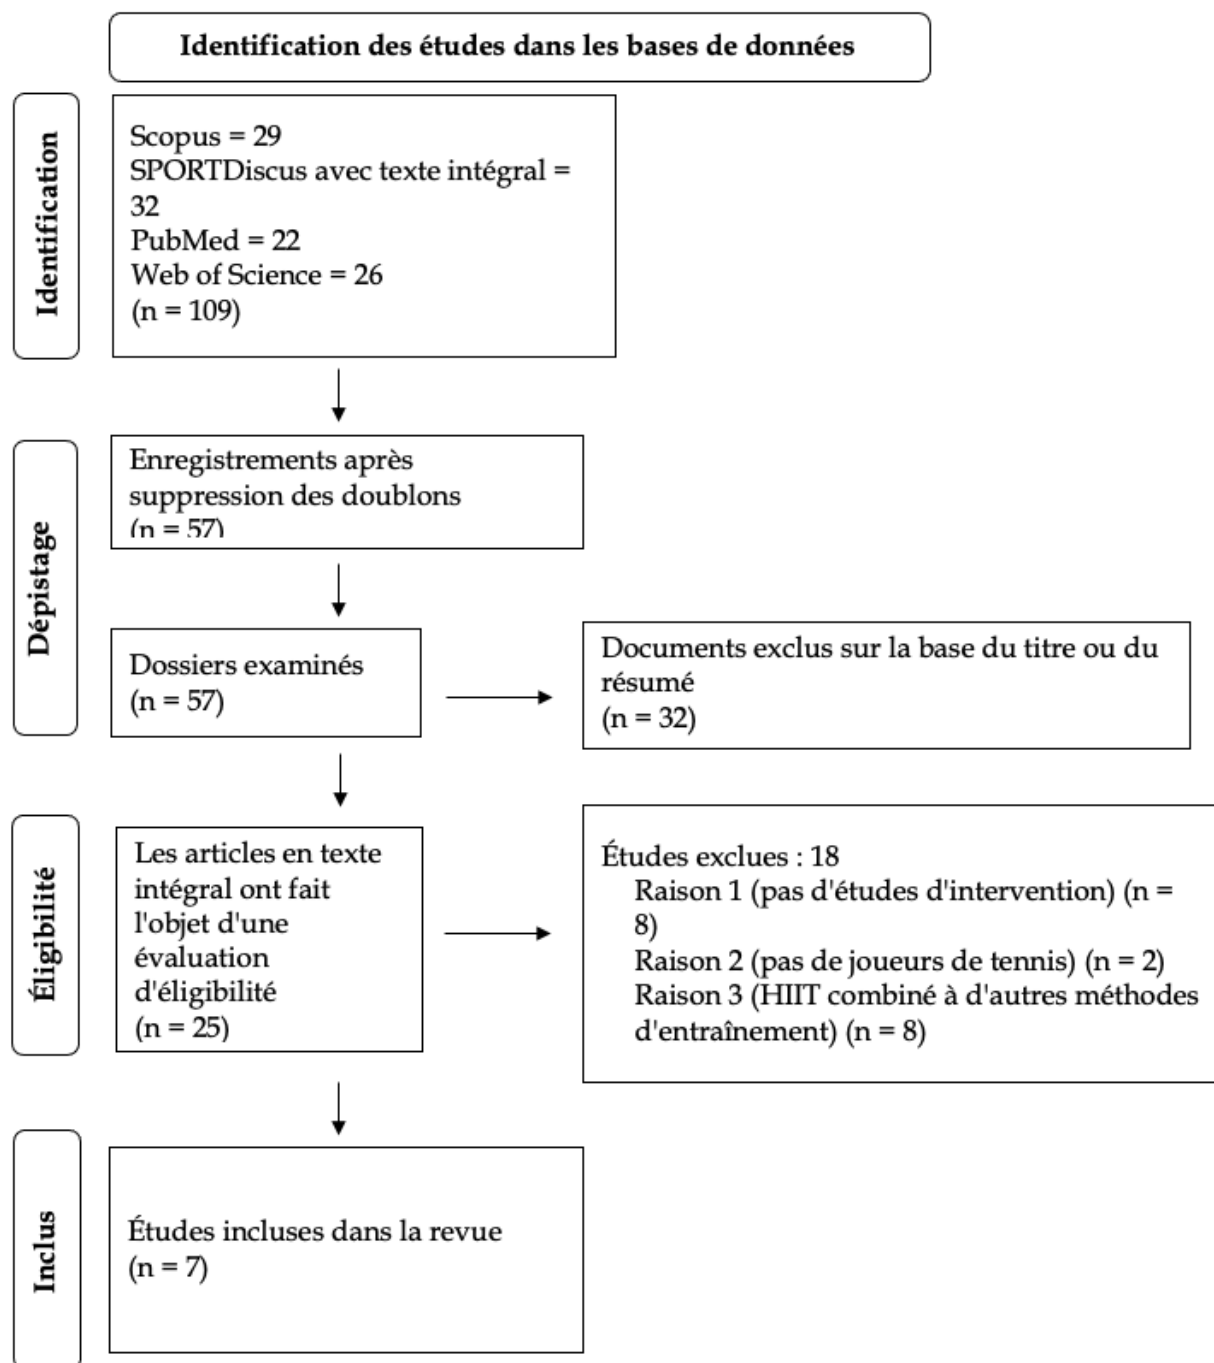 Identification des études dans les bases de données
Identification
Scopus = 29
SPORTDiscus avec texte intégral =
32
PubMed = 22
Web of Science = 26
(n = 109)
Dépistage
Enregistrements après
suppression des doublons
(n = 57)
Dossiers examinés
(n = 57)
Documents exclus sur la base du titre ou du
résumé
(n = 32)
Éligibilité
Les articles en texte
intégral ont fait
l'objet d'une
évaluation
d'éligibilité
(n = 25)
Études exclues : 18
Raison 1 (pas d'études d'intervention) (n =
8)
Raison 2 (pas de joueurs de tennis) (n = 2)
Raison 3 (HIIT combiné à d'autres méthodes
d'entraînement) (n = 8)
Inclus
Études incluses dans la revue
(n = 7)